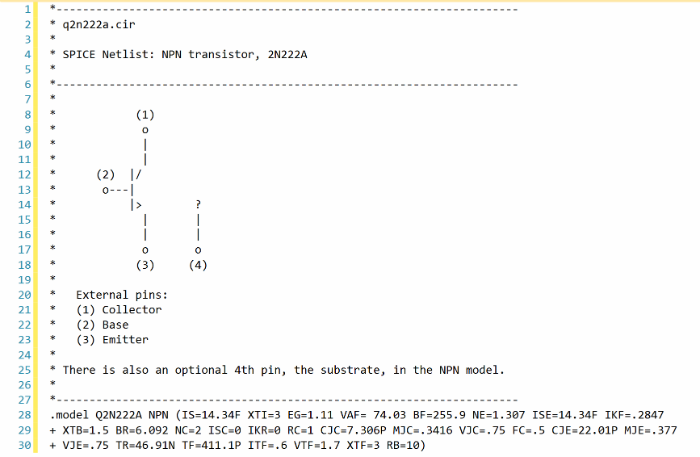 1 *----------------------------------------------------------------------
2 * q2n222a.cir
3 *
4 * SPICE Netlist: NPN transistor, 2N222A
5 *
6 *----------------------------------------------------------------------
7 *
8 *            (1)
9 *             o
10 *             |
11 *             |
12 *      (2)  |/
13 *       o---|
14 *           |>        ?
15 *             |       |
16 *             |       |
17 *             o       o
18 *            (3)     (4)
19 *
20 *   External pins:
21 *   (1) Collector
22 *   (2) Base
23 *   (3) Emitter
24 *
25 * There is also an optional 4th pin, the substrate, in the NPN model.
26 *
27 *----------------------------------------------------------------------
28 .model Q2N222A NPN (IS=14.34F XTI=3 EG=1.11 VAF= 74.03 BF=255.9 NE=1.307 ISE=14.34F IKF=.2847
29 + XTB=1.5 BR=6.092 NC=2 ISC=0 IKR=0 RC=1 CJC=7.306P MJC=.3416 VJC=.75 FC=.5 CJE=22.01P MJE=.377
30 + VJE=.75 TR=46.91N TF=411.1P ITF=.6 VTF=1.7 XTF=3 RB=10)